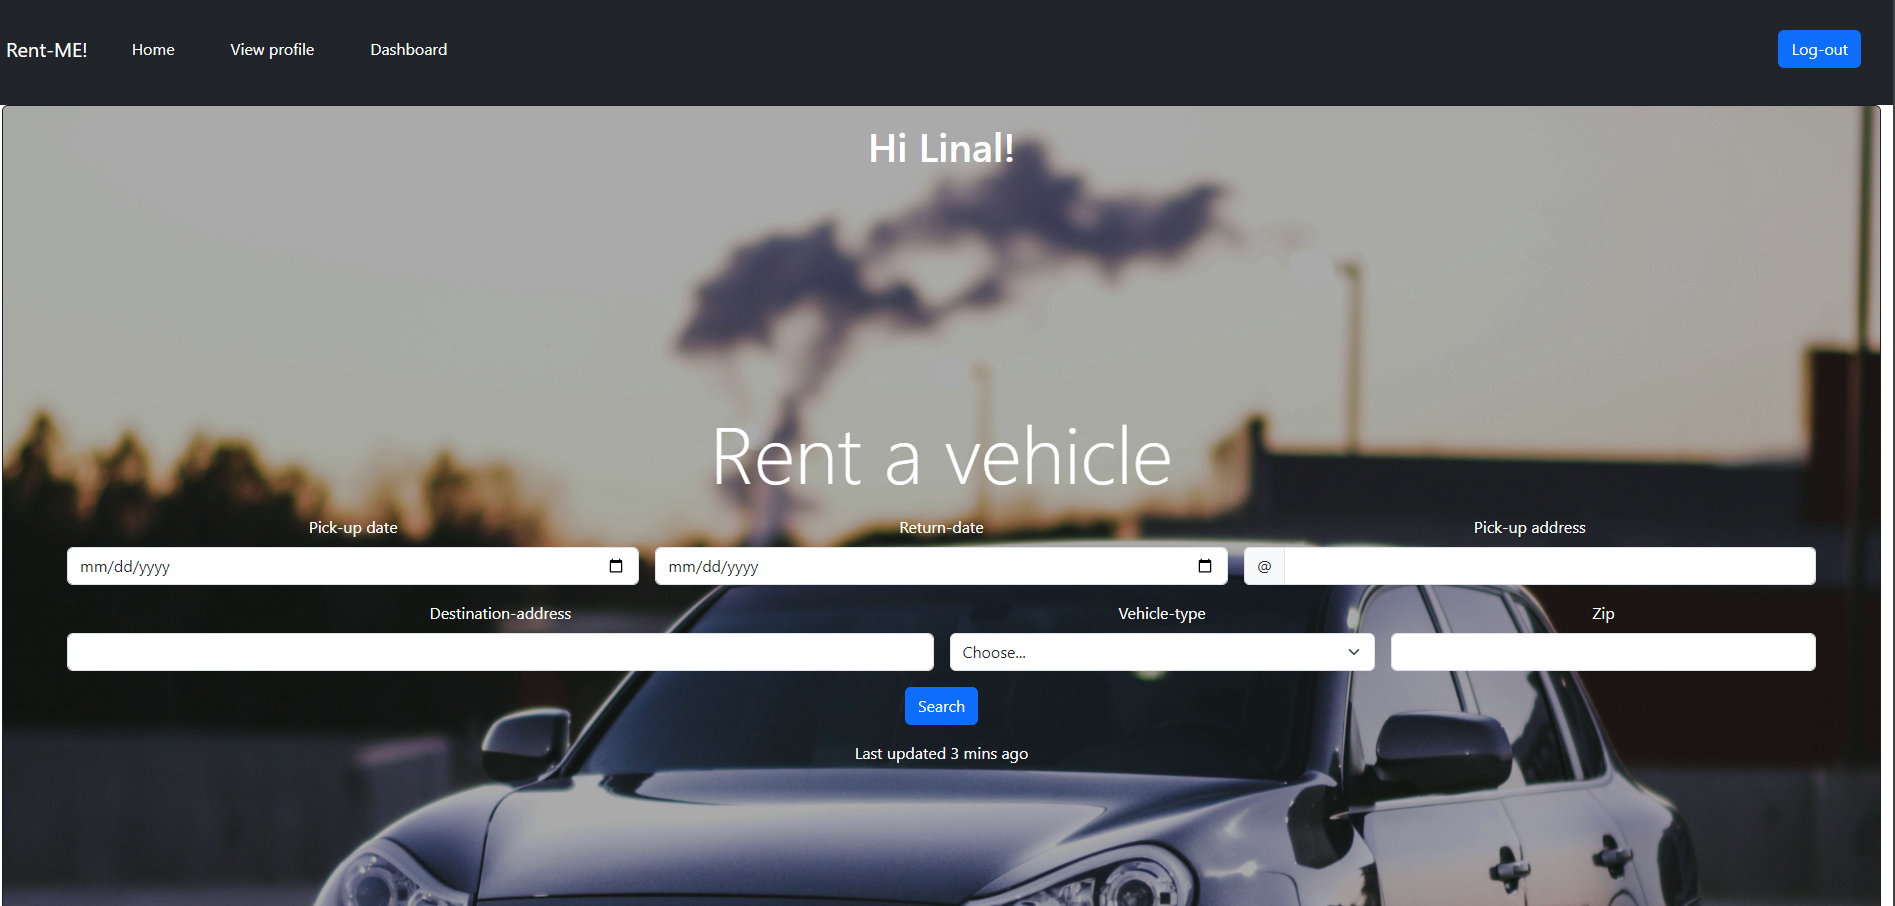 Rent-ME! Home View profile Dashboard Log-out
Hi Linal!
Rent a vehicle
Pick-up date Return-date Pick-up address
mm/dd/yyyy mm/dd/yyyy @
Destination-address Vehicle-type Zip
Choose...
Search
Last updated 3 mins ago